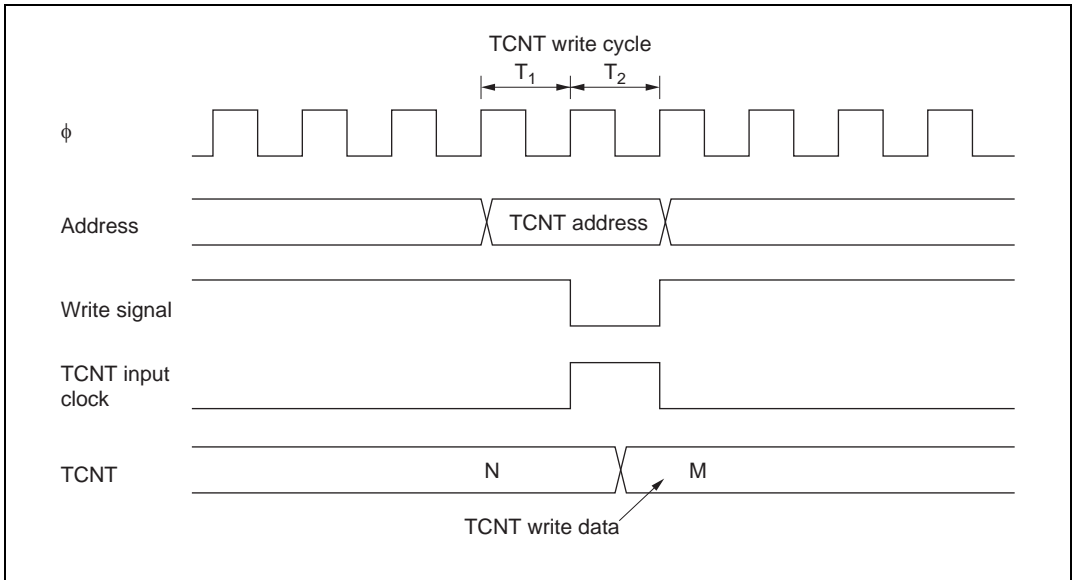 TCNT write cycle
T1 T2
ϕ
Address
TCNT address
Write signal
TCNT input
clock
TCNT
N
M
TCNT write data